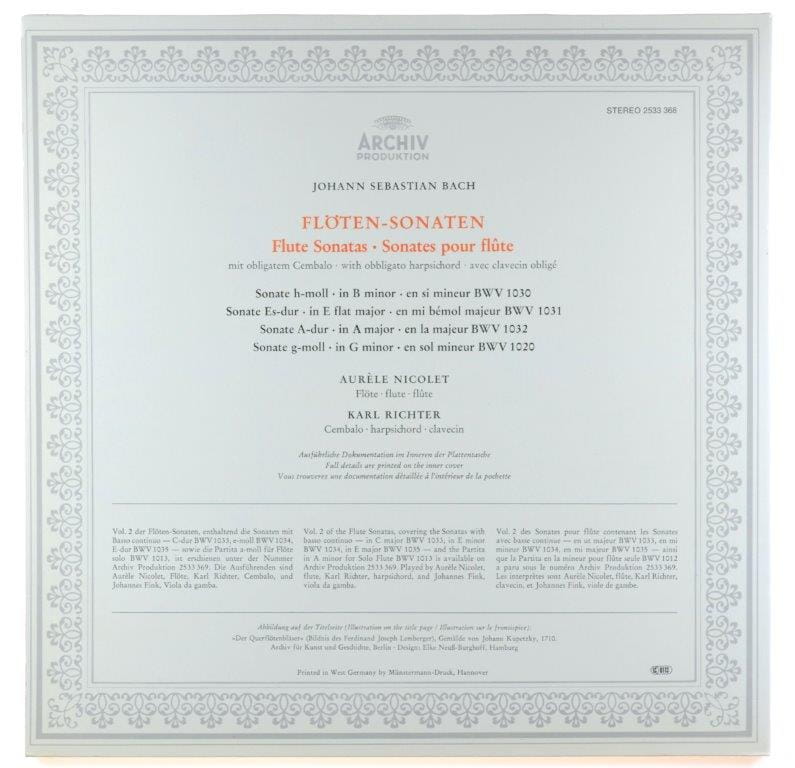 STEREO 2533 368
ARCHIV
PRODUKTION
JOHANN SEBASTIAN BACH
FLÖTEN-SONATEN
Flute Sonatas · Sonates pour flûte
mit obligatem Cembalo · with obbligato harpsichord · avec clavecin obligé
Sonate h-moll · in B minor · en si mineur BWV 1030
Sonate Es-dur · in E flat major · en mi bémol majeur BWV 1031
Sonate A-dur · in A major · en la majeur BWV 1032
Sonate g-moll · in G minor · en sol mineur BWV 1020
AURÈLE NICOLET
Flöte · flute · flûte
KARL RICHTER
Cembalo · harpsichord · clavecin
Ausführliche Dokumentation im Inneren der Plattentasche
Full details are printed on the inner cover
Vous trouverez une documentation détaillée à l'intérieur de la pochette
Vol. 2 der Flöten-Sonaten, enthaltend die Sonaten mit
Basso continuo — C-dur BWV 1033, e-moll BWV 1034,
E-dur BWV 1035 — sowie die Partita a-moll für Flöte
solo BWV 1013, ist erschienen unter der Nummer
Archiv Produktion 2533 369. Die Ausführenden sind
Aurèle Nicolet, Flöte, Karl Richter, Cembalo, und
Johannes Fink, Viola da gamba.
Vol. 2 of the Flute Sonatas, covering the Sonatas with
basso continuo — in C major BWV 1033, in E minor
BWV 1034, in E major BWV 1035 — and the Partita
in A minor for Solo Flute BWV 1013 is available on
Archiv Produktion 2533 369. Played by Aurèle Nicolet,
flute, Karl Richter, harpsichord, and Johannes Fink,
viola da gamba.
Vol. 2 des Sonates pour flûte contenant les Sonates
avec basse continue — en ut majeur BWV 1033, en mi
mineur BWV 1034, en mi majeur BWV 1035 — ainsi
que la Partita en la mineur pour flûte seule BWV 1012
a paru sous le numéro Archiv Produktion 2533 369.
Les interprètes sont Aurèle Nicolet, flûte, Karl Richter,
clavecin, et Johannes Fink, viole de gambe.
Abbildung auf der Titelseite (Illustration on the title page / Illustration sur le frontispice):
»Der Querflötenbläser« (Bildnis des Ferdinand Joseph Lemberger), Gemälde von Johann Kupetzky, 1710.
Archiv für Kunst und Geschichte, Berlin · Design: Elke Neuß-Burghoff, Hamburg
Printed in West Germany by Münstermann-Druck, Hannover